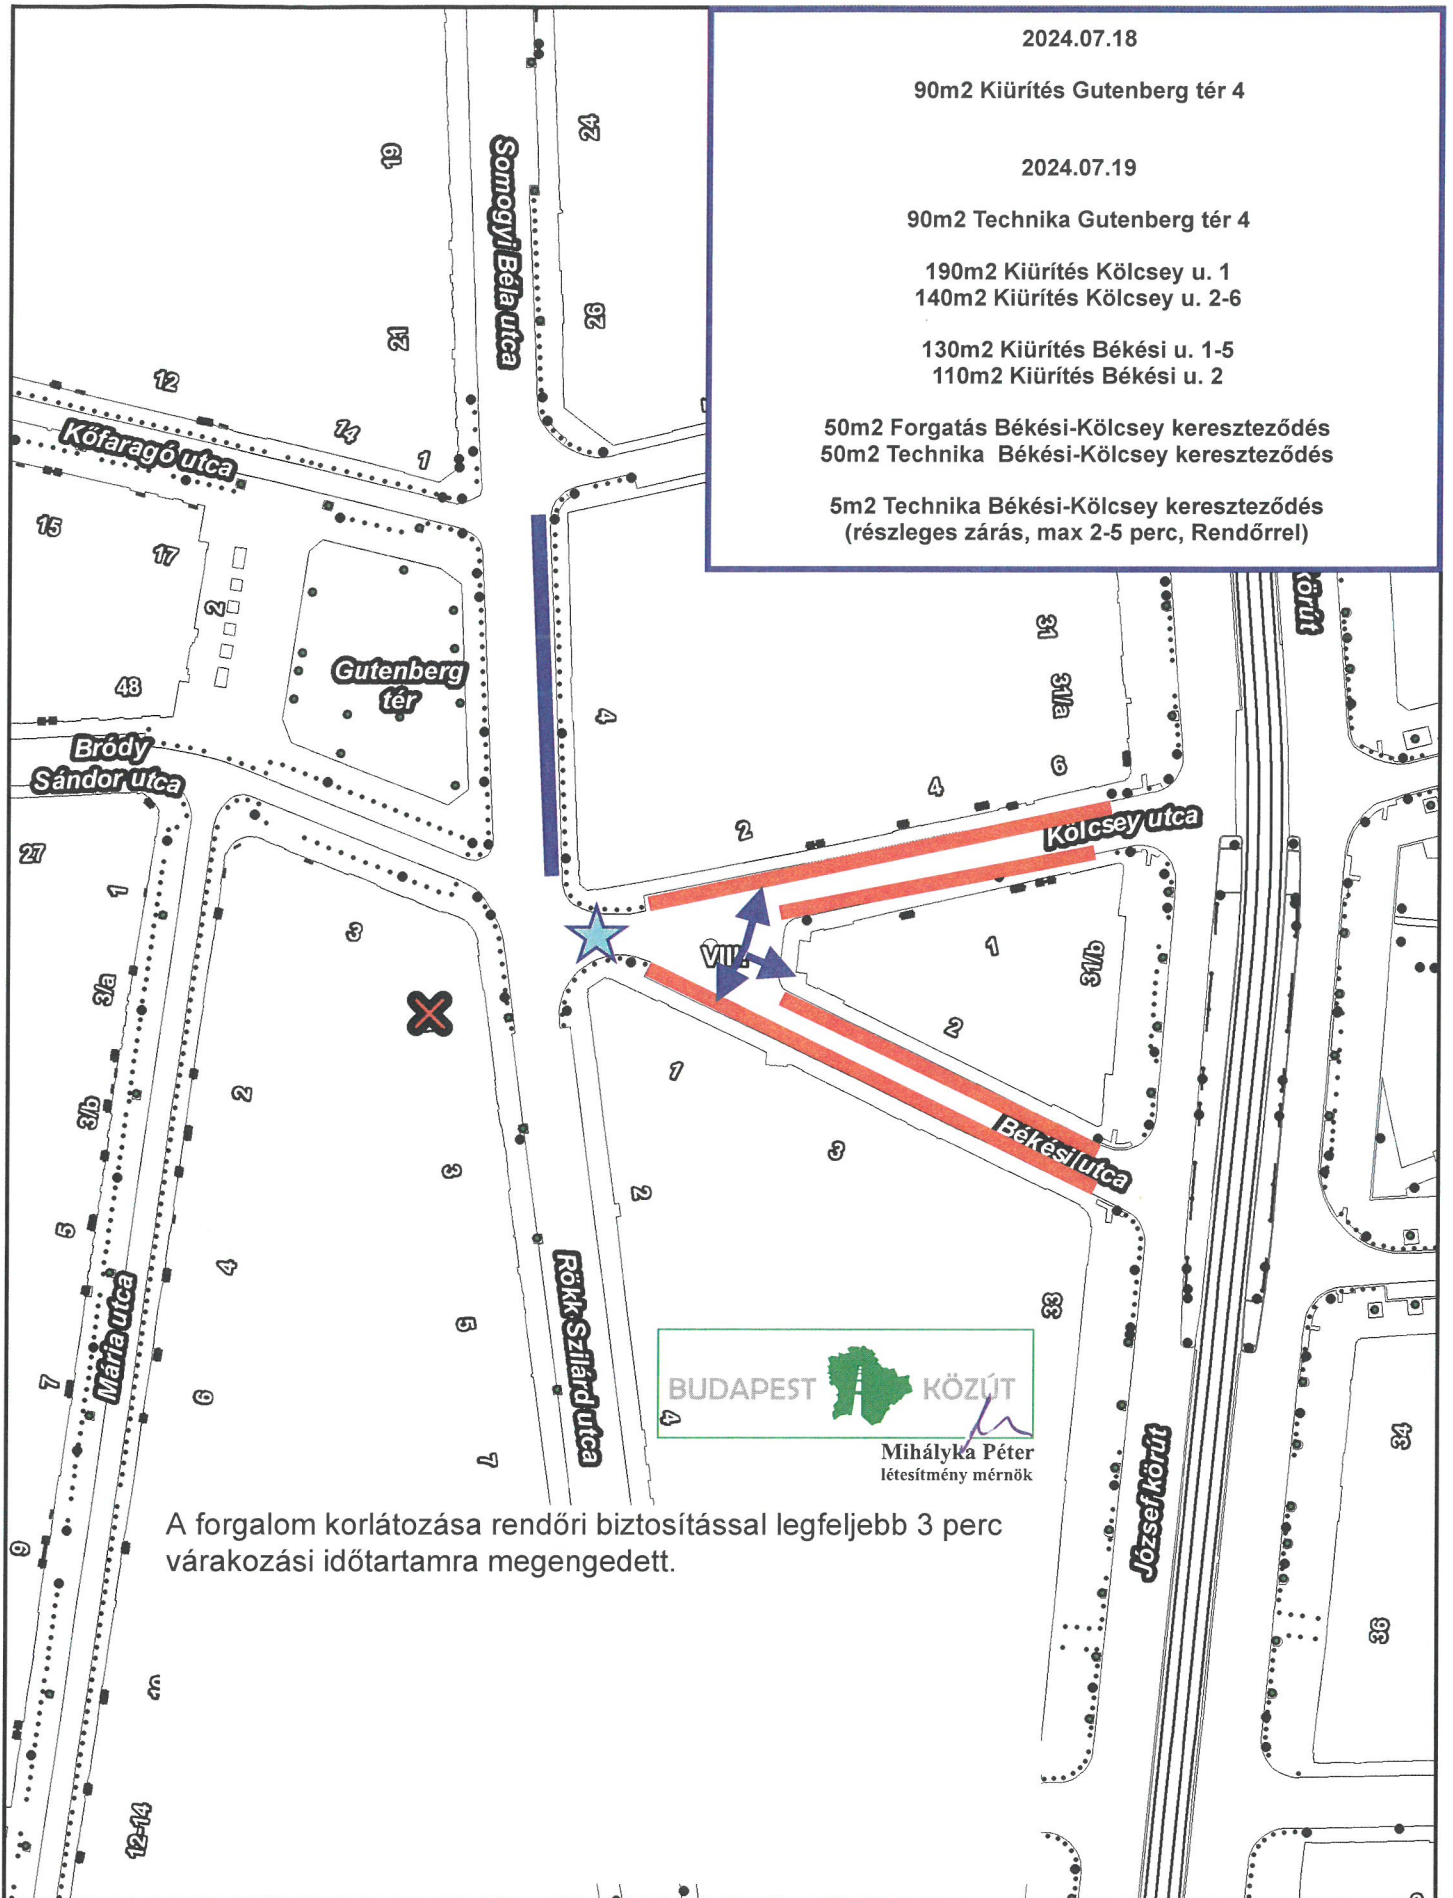 2024.07.18
90m2 Kiürítés Gutenberg tér 4
2024.07.19
90m2 Technika Gutenberg tér 4
190m2 Kiürítés Kölcsey u. 1
140m2 Kiürítés Kölcsey u. 2-6
130m2 Kiürítés Békési u. 1-5
110m2 Kiürítés Békési u. 2
50m2 Forgatás Békési-Kölcsey kereszteződés
50m2 Technika Békési-Kölcsey kereszteződés
5m2 Technika Békési-Kölcsey kereszteződés
(részleges zárás, max 2-5 perc, Rendőrrel)
24
19
Somogyi Béla utca
26
21
12
14
1
Kőfaragó utca
15
17
2
körút
31
48
Gutenberg
tér
31/a
4
Bródy
Sándor utca
6
4
2
Kölcsey utca
27
1
3
VIII.
1
31/b
3/a
2
1
2
3/b
Békési utca
3
3
2
5
4
Rökk Szilárd utca
33
Mária utca
5
7
6
BUDAPEST KÖZÚT
4
34
7
Mihályka Péter
létesítmény mérnök
József körút
A forgalom korlátozása rendőri biztosítással legfeljebb 3 perc
várakozási időtartamra megengedett.
9
36
12-14